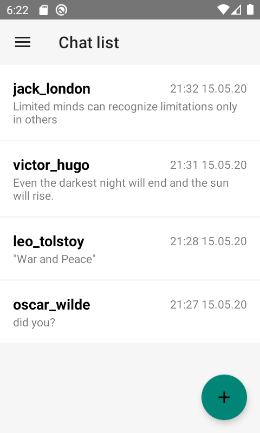 6:22
Chat list
jack_london 21:32 15.05.20
Limited minds can recognize limitations only
in others
victor_hugo 21:31 15.05.20
Even the darkest night will end and the sun
will rise.
leo_tolstoy 21:28 15.05.20
"War and Peace"
oscar_wilde 21:27 15.05.20
did you?